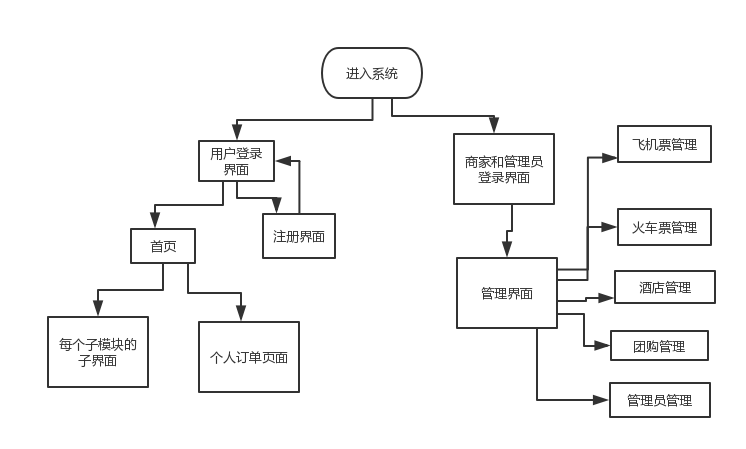 进入系统
用户登录
界面
商家和管理员
登录界面
飞机票管理
注册界面
火车票管理
首页
管理界面
酒店管理
每个子模块的
子界面
个人订单页面
团购管理
管理员管理